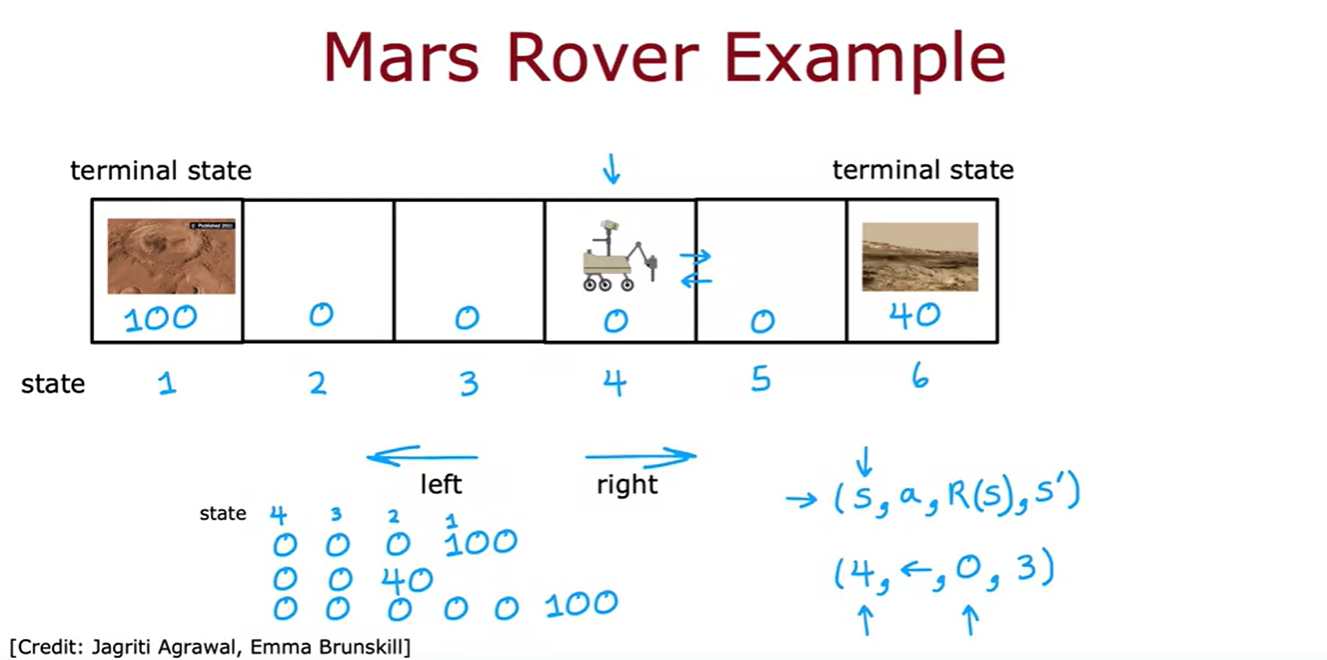 Mars Rover Example
terminal state
terminal state
↓
© Published 2011
→
←
100 0 0 0 0 40
state 1 2 3 4 5 6
← →
left right
↓
→ (s, a, R(s), s')
state 4 3 2 1
0 0 0 100
0 0 40
0 0 0 0 0 100
(4, ←, 0, 3)
↑ ↑
[Credit: Jagriti Agrawal, Emma Brunskill]